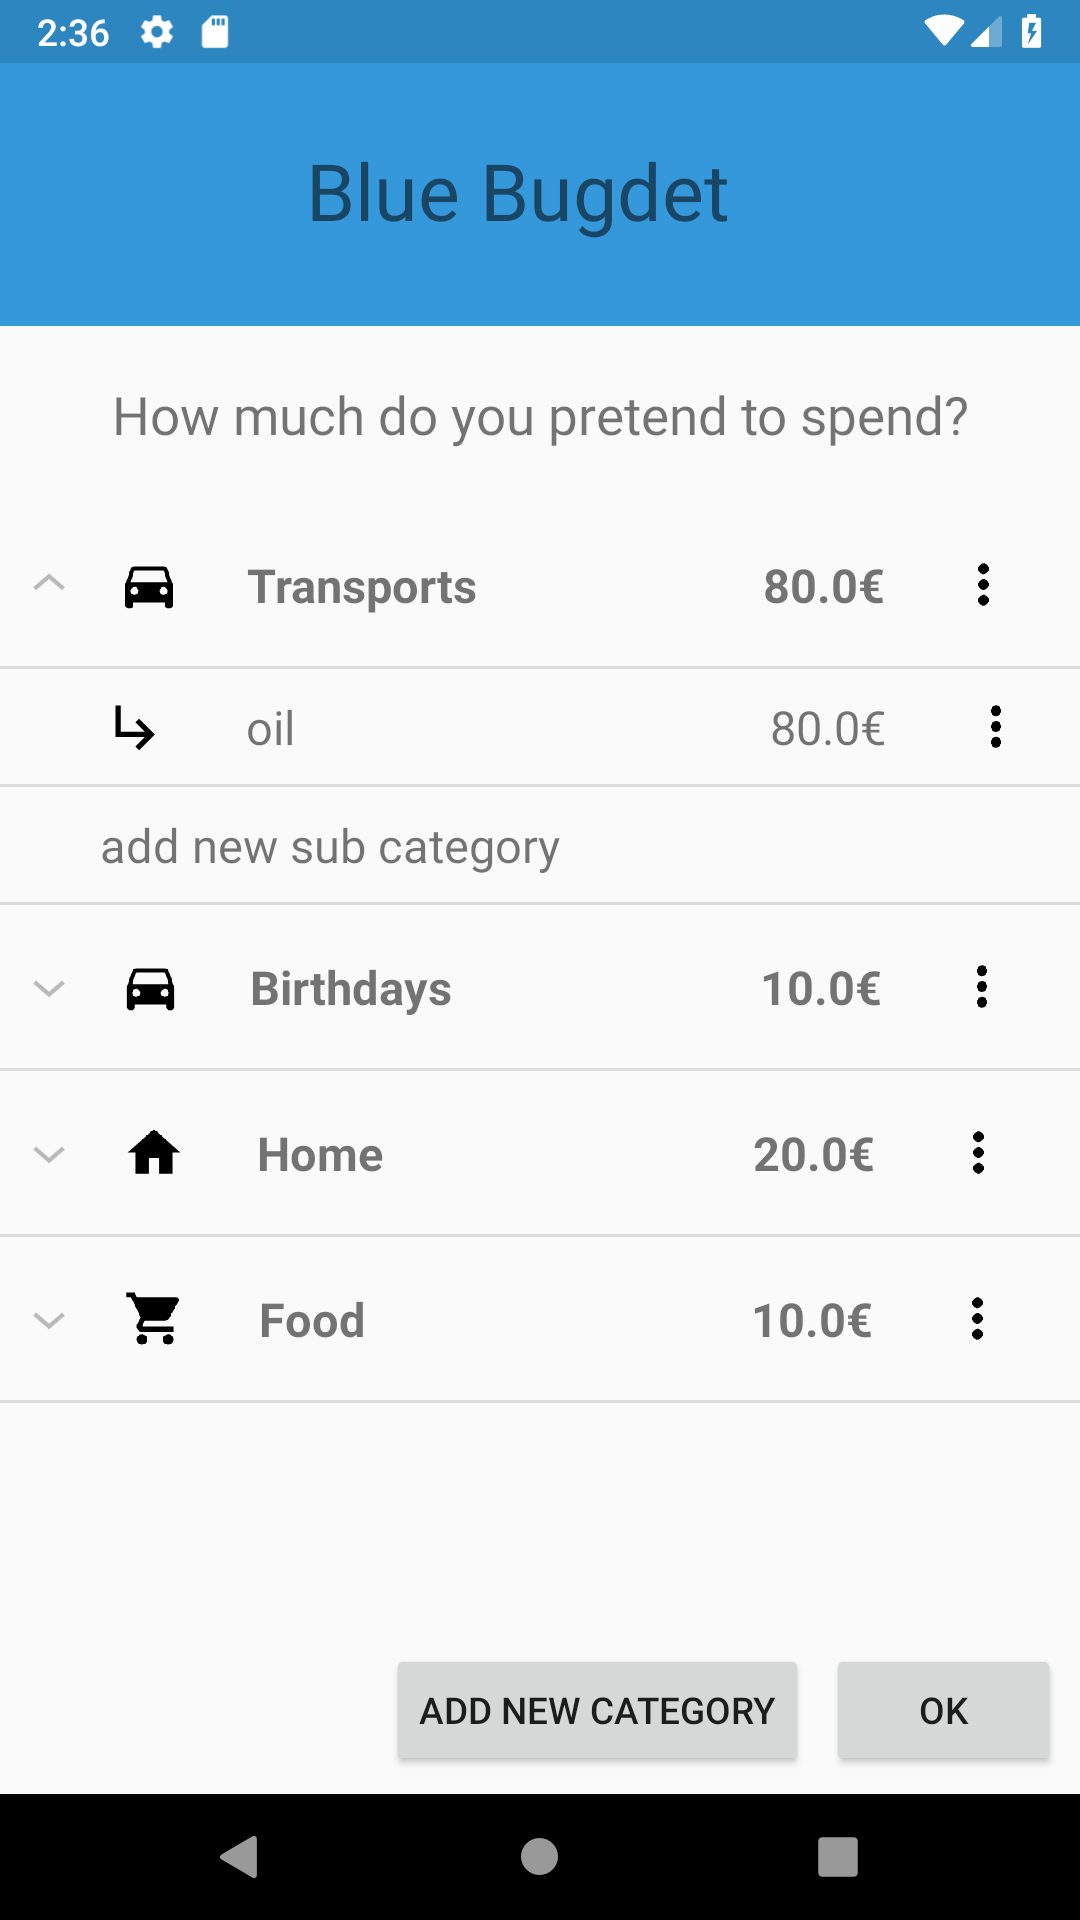 2:36
Blue Bugdet
How much do you pretend to spend?
Transports 80.0€
oil 80.0€
add new sub category
Birthdays 10.0€
Home 20.0€
Food 10.0€
ADD NEW CATEGORY OK